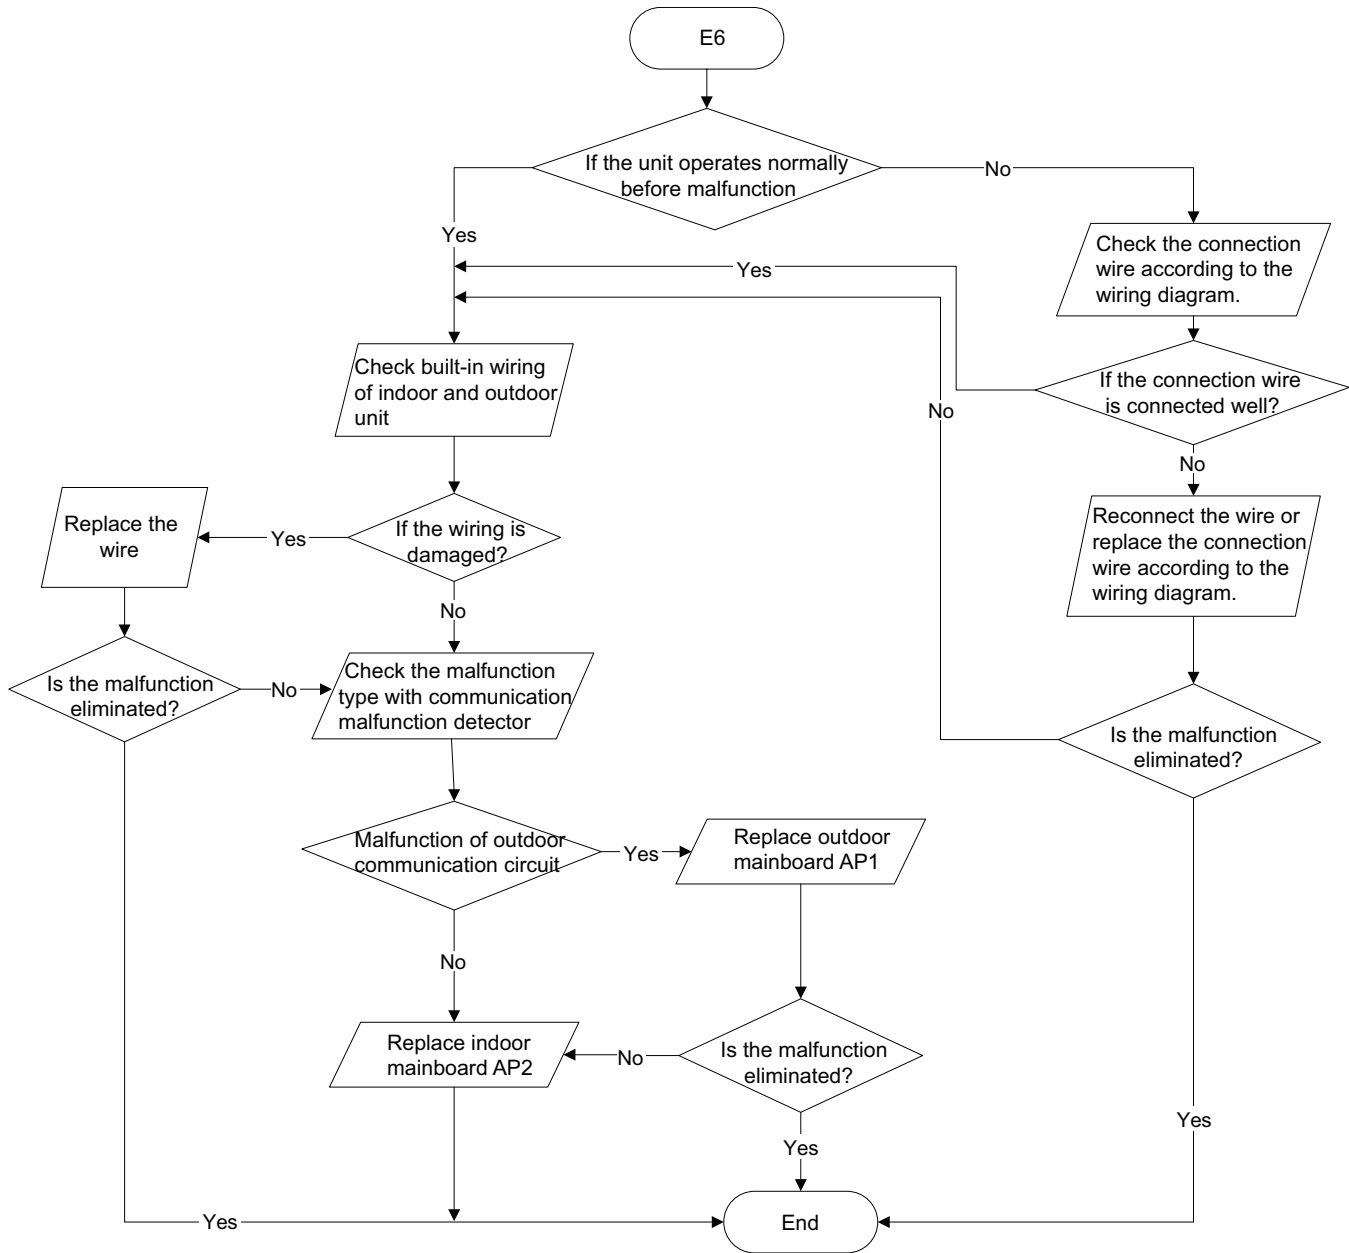 E6
If the unit operates normally
before malfunction
No
Yes
Check the connection
wire according to the
wiring diagram.
Yes
Check built-in wiring
of indoor and outdoor
unit
If the connection wire
is connected well?
No
No
Replace the
wire
Yes
If the wiring is
damaged?
Reconnect the wire or
replace the connection
wire according to the
wiring diagram.
No
Is the malfunction
eliminated?
No
Check the malfunction
type with communication
malfunction detector
Is the malfunction
eliminated?
Malfunction of outdoor
communication circuit
Yes
Replace outdoor
mainboard AP1
No
Replace indoor
mainboard AP2
No
Is the malfunction
eliminated?
Yes
Yes
Yes
End